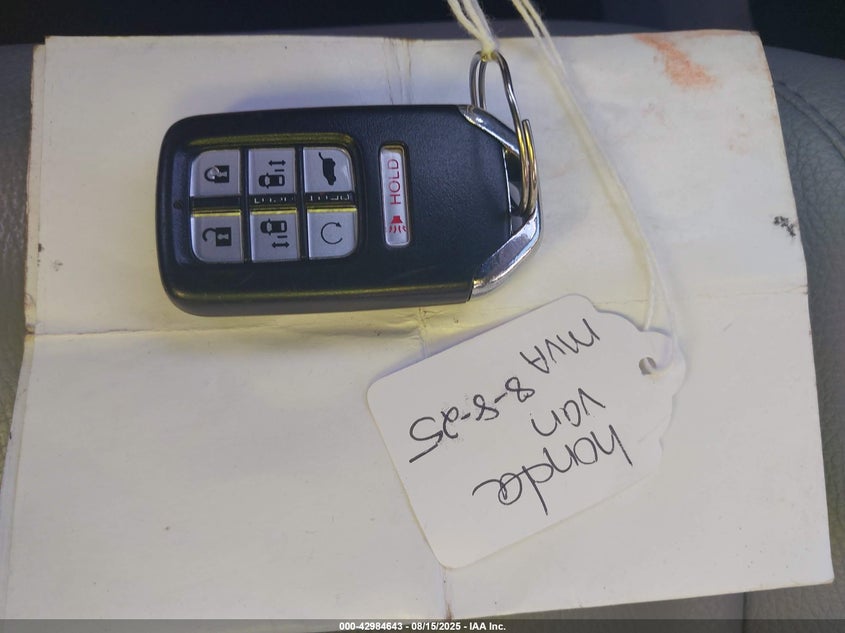 HOLD
honda
van
8-8-25
MVA
000-42984643 - 08/15/2025 - IAA Inc.